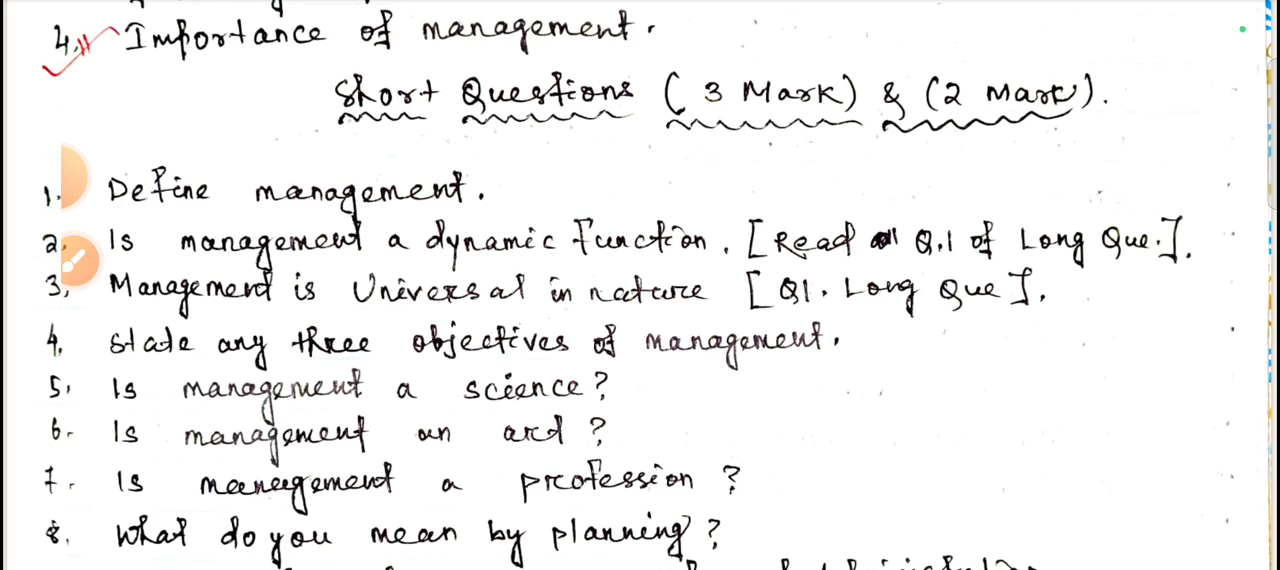 4. Importance of management.
Short Questions (3 Mark) & (2 Mark).
1. Define management.
2. Is management a dynamic function. [Read all Q.1 of Long Que.].
3. Management is Universal in nature [Q1. Long Que].
4. State any three objectives of management.
5. Is management a science?
6. Is management an art?
7. Is management a profession?
8. What do you mean by planning?